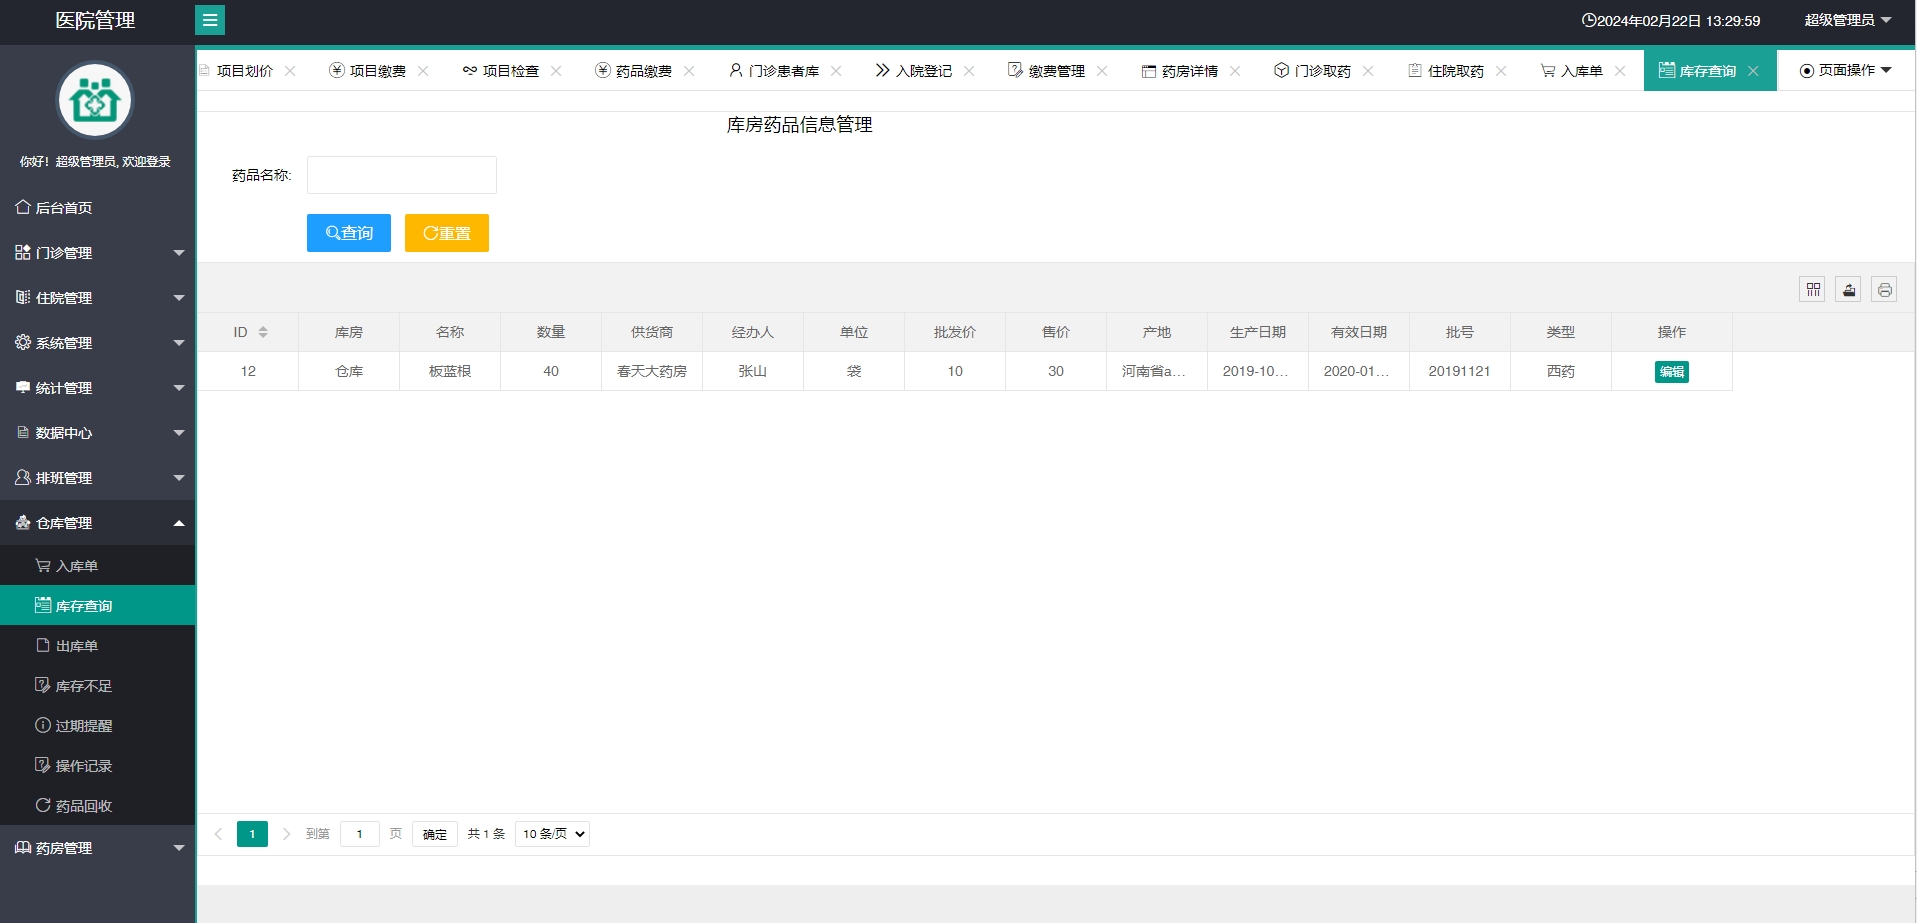 医院管理
2024年02月22日 13:29:59 超级管理员
项目划价 项目缴费 项目检查 药品缴费 门诊患者库 入院登记 缴费管理 药房详情 门诊取药 住院取药 入库单 库存查询 页面操作
你好！超级管理员, 欢迎登录
后台首页
门诊管理
住院管理
系统管理
统计管理
数据中心
排班管理
仓库管理
入库单
库存查询
出库单
库存不足
过期提醒
操作记录
药品回收
药房管理
库房药品信息管理
药品名称:
查询 重置
ID 库房 名称 数量 供货商 经办人 单位 批发价 售价 产地 生产日期 有效日期 批号 类型 操作
12 仓库 板蓝根 40 春天大药房 张山 袋 10 30 河南省a... 2019-10... 2020-01... 20191121 西药 编辑
1 到第 1 页 确定 共 1 条 10 条/页